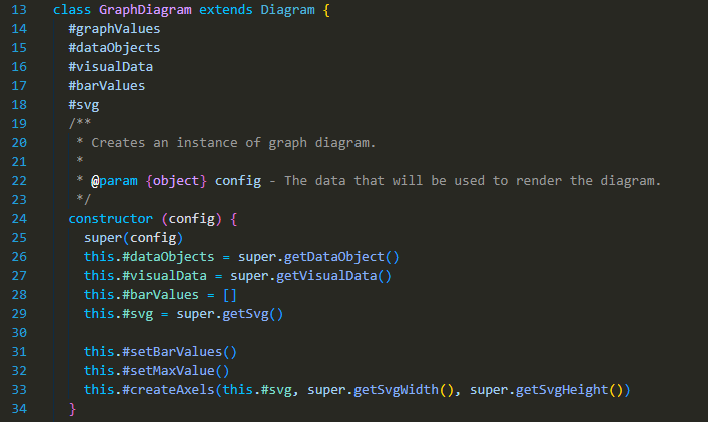 13 class GraphDiagram extends Diagram {
14 #graphValues
15 #dataObjects
16 #visualData
17 #barValues
18 #svg
19 /**
20 * Creates an instance of graph diagram.
21 *
22 * @param {object} config - The data that will be used to render the diagram.
23 */
24 constructor (config) {
25 super(config)
26 this.#dataObjects = super.getDataObject()
27 this.#visualData = super.getVisualData()
28 this.#barValues = []
29 this.#svg = super.getSvg()
30
31 this.#setBarValues()
32 this.#setMaxValue()
33 this.#createAxels(this.#svg, super.getSvgWidth(), super.getSvgHeight())
34 }